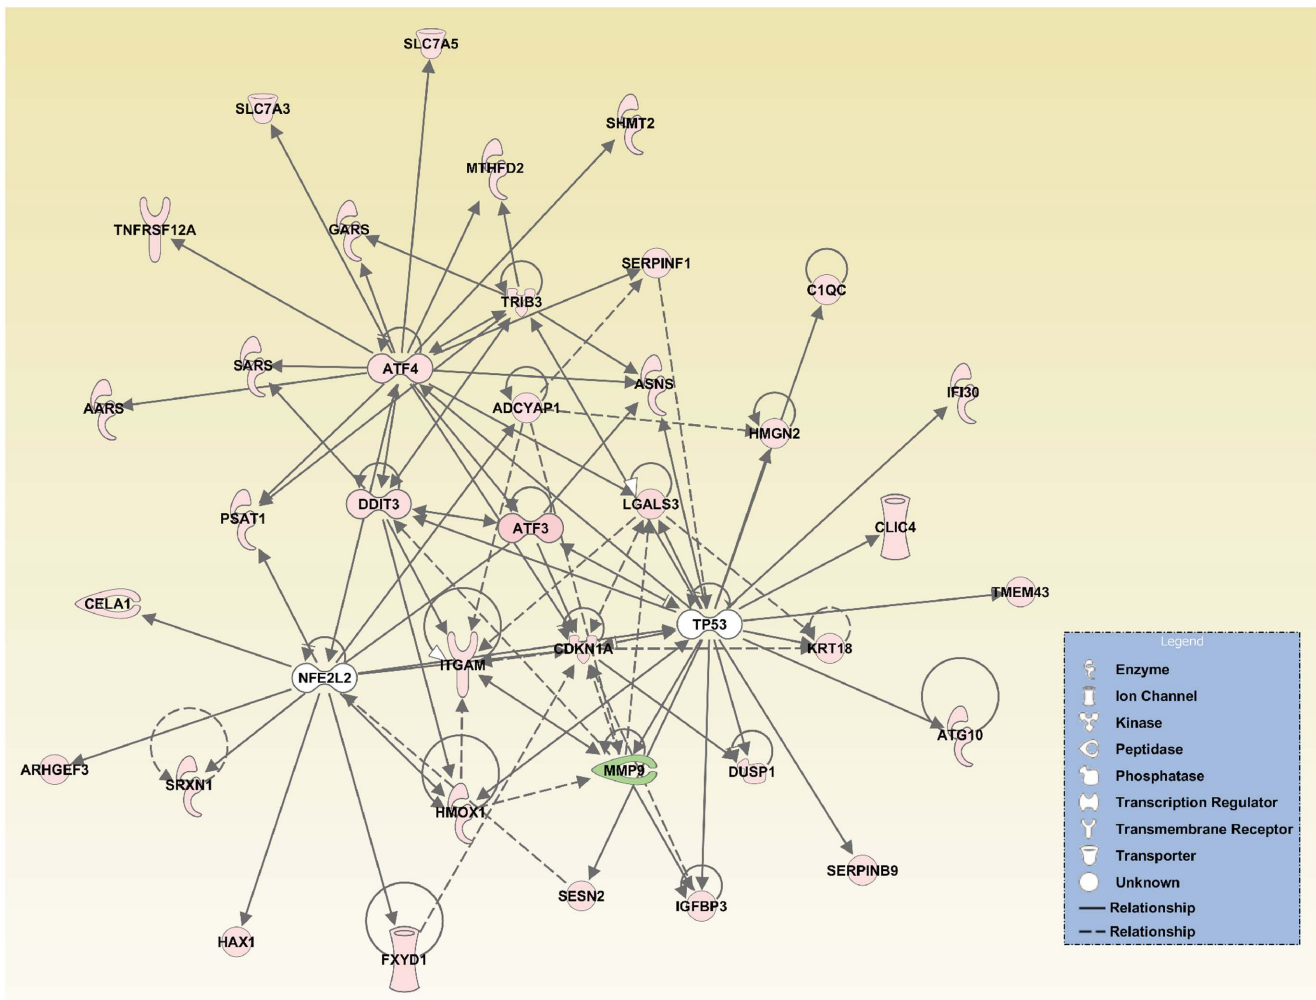 SLC7A5
SLC7A3
SHMT2
MTHFD2
TNFRSF12A
GARS
SERPINF1
C1QC
TRIB3
SARS
ATF4
ASNS
IFI30
AARS
ADCYAP1
HMGN2
PSAT1
DDIT3
LGALS3
ATF3
CLIC4
CELA1
TMEM43
TP53
NFE2L2
ITGAM
CDKN1A
KRT18
Legend
Enzyme
Ion Channel
Kinase
Peptidase
Phosphatase
Transcription Regulator
Transmembrane Receptor
Transporter
Unknown
Relationship
Relationship
ATG10
ARHGEF3
SRXN1
MMP9
DUSP1
HMOX1
SERPINB9
SESN2
IGFBP3
HAX1
FXYD1